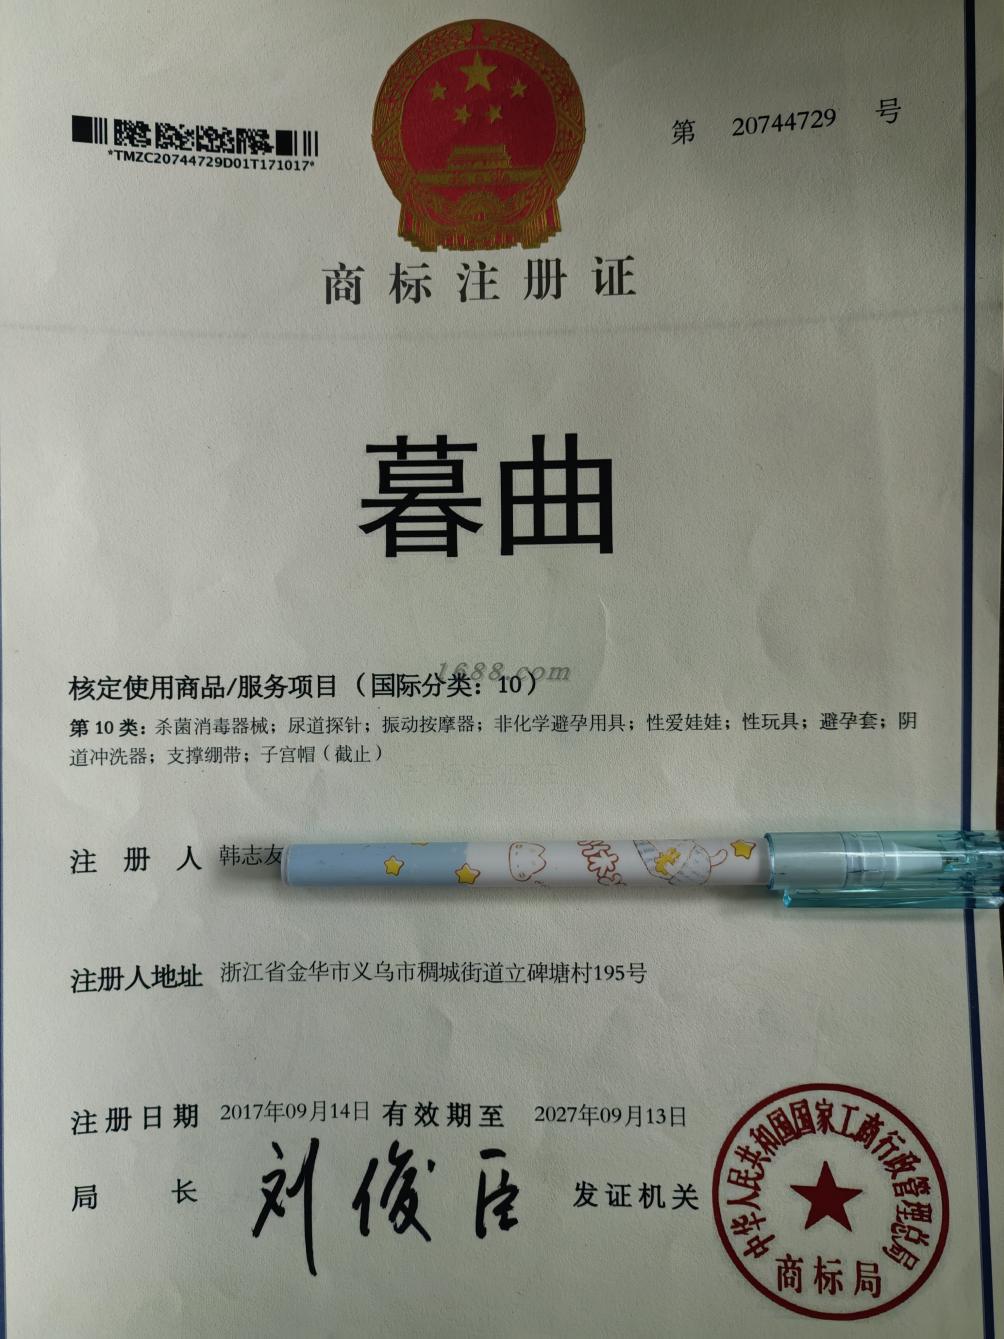 第 20744729 号
*TMZC20744729D01T171017*
商标注册证
暮曲
1688.com
核定使用商品/服务项目（国际分类：10）
第 10 类：杀菌消毒器械；尿道探针；振动按摩器；非化学避孕用具；性爱娃娃；性玩具；避孕套；阴
道冲洗器；支撑绷带；子宫帽（截止）
注册人 韩志友
注册人地址 浙江省金华市义乌市稠城街道立碑塘村195号
注册日期 2017年09月14日 有效期至 2027年09月13日
局长 刘俊臣 发证机关
中华人民共和国国家工商行政管理总局
商标局